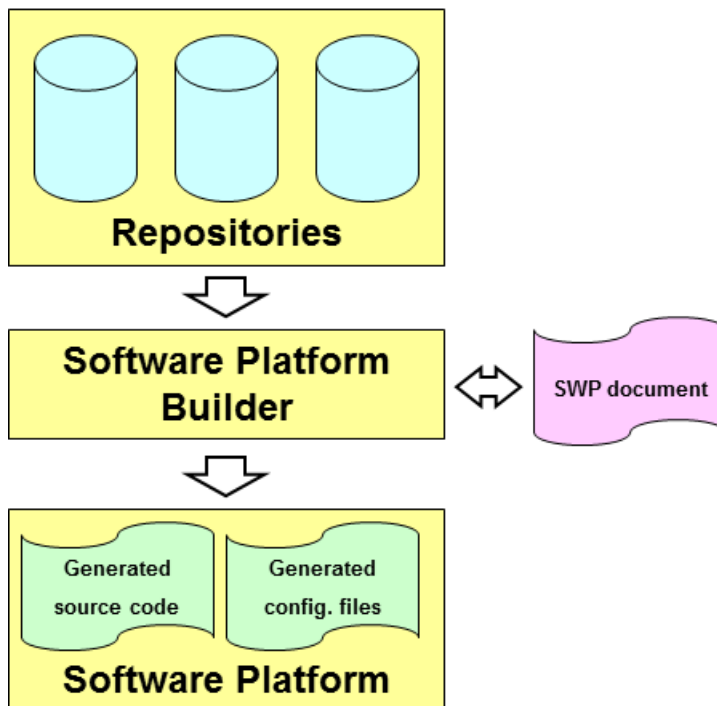 Repositories
Software Platform
Builder
SWP document
Generated
source code
Generated
config. files
Software Platform